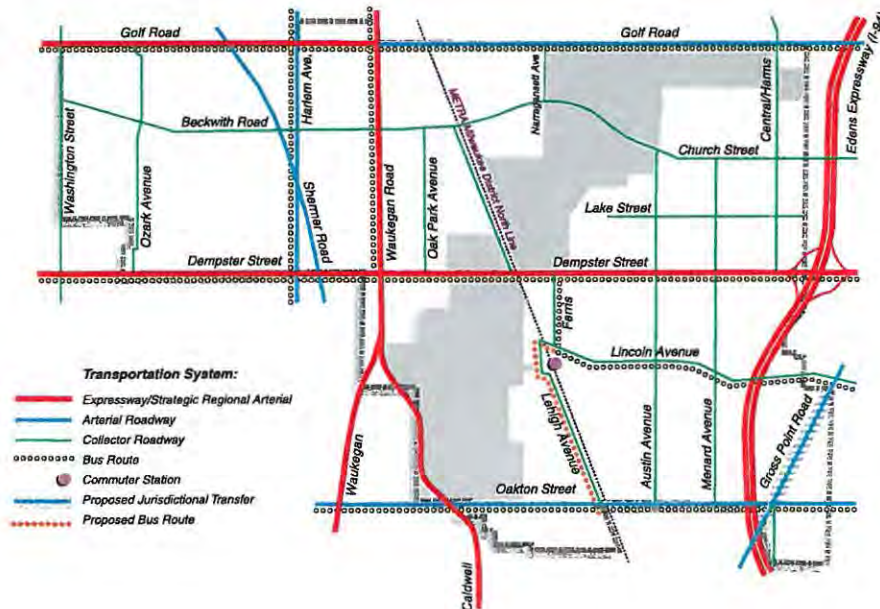 Golf Road
Golf Road
Edens Expressway (I-94)
Harlem Ave.
Narragansett Ave
Central/Harms
Washington Street
Ozark Avenue
Beckwith Road
Shermer Road
Waukegan Road
Oak Park Avenue
METRA/Milwaukee District North Line
Church Street
Lake Street
Dempster Street
Dempster Street
Ferris
Lincoln Avenue
Lehigh Avenue
Austin Avenue
Menard Avenue
Gross Point Road
Waukegan
Oakton Street
Caldwell
Transportation System:
Expressway/Strategic Regional Arterial
Arterial Roadway
Collector Roadway
Bus Route
Commuter Station
Proposed Jurisdictional Transfer
Proposed Bus Route